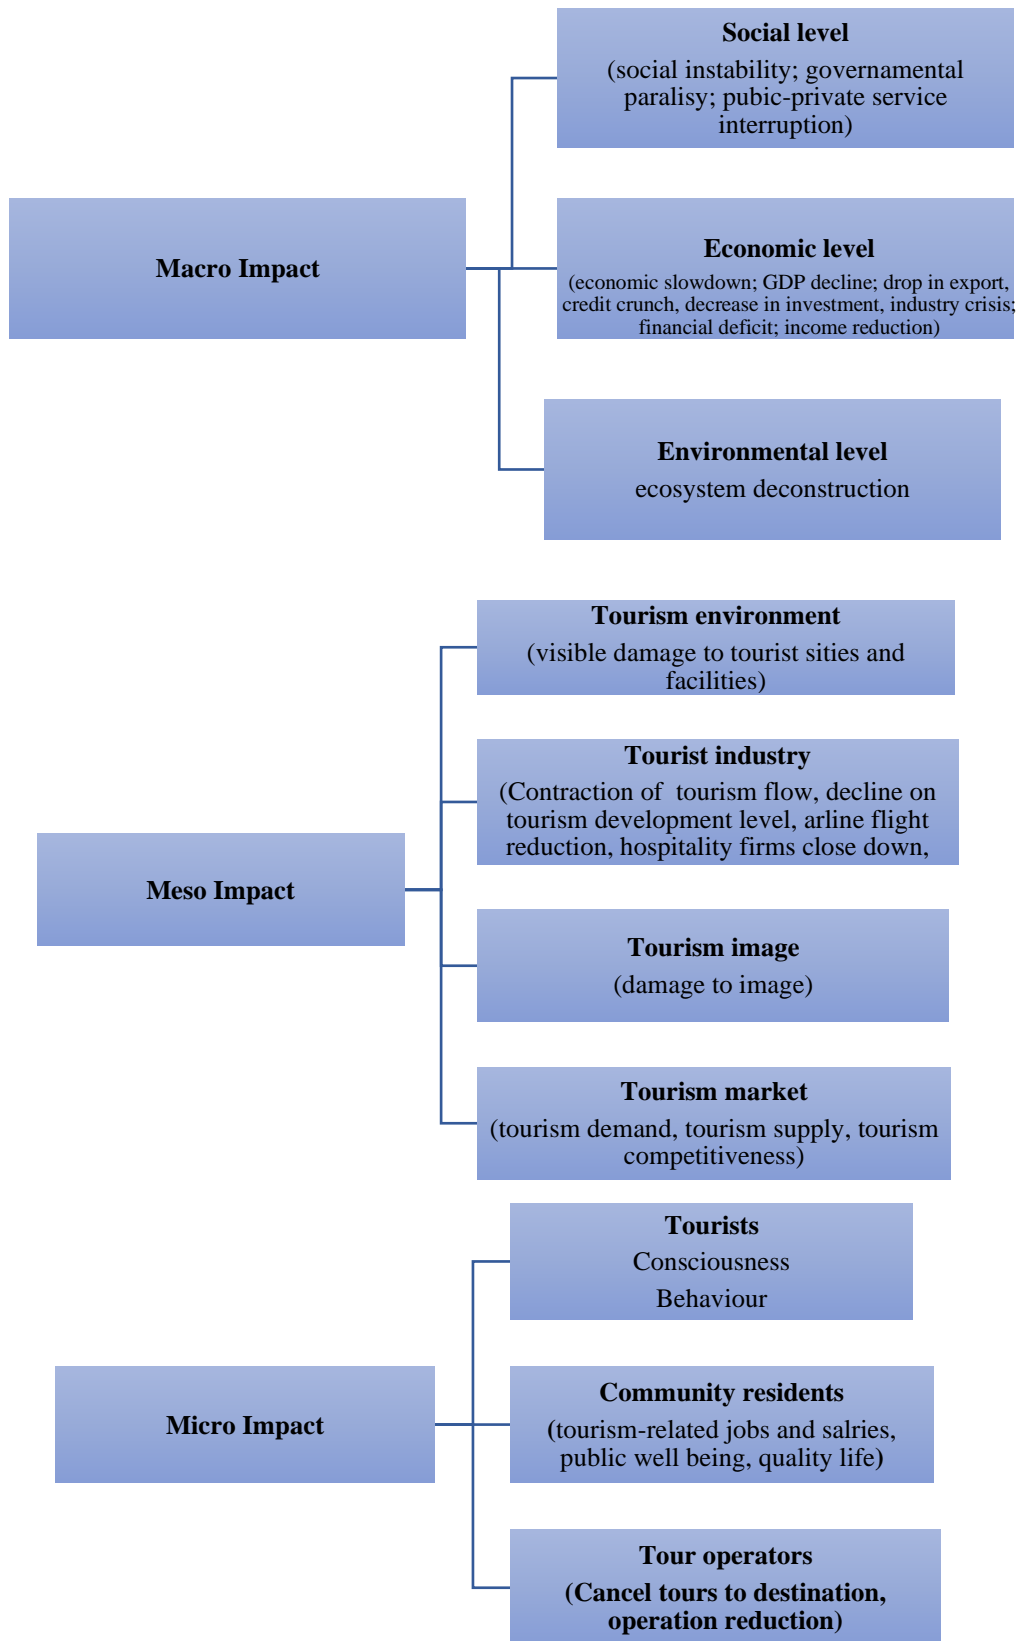 Social level
(social instability; governamental
paralisy; pubic-private service
interruption)
Macro Impact
Economic level
(economic slowdown; GDP decline; drop in export,
credit crunch, decrease in investment, industry crisis;
financial deficit; income reduction)
Environmental level
ecosystem deconstruction
Tourism environment
(visible damage to tourist sities and
facilities)
Tourist industry
(Contraction of  tourism flow, decline on
tourism development level, arline flight
reduction, hospitality firms close down,
Meso Impact
Tourism image
(damage to image)
Tourism market
(tourism demand, tourism supply, tourism
competitiveness)
Tourists
Consciousness
Behaviour
Micro Impact
Community residents
(tourism-related jobs and salries,
public well being, quality life)
Tour operators
(Cancel tours to destination,
operation reduction)